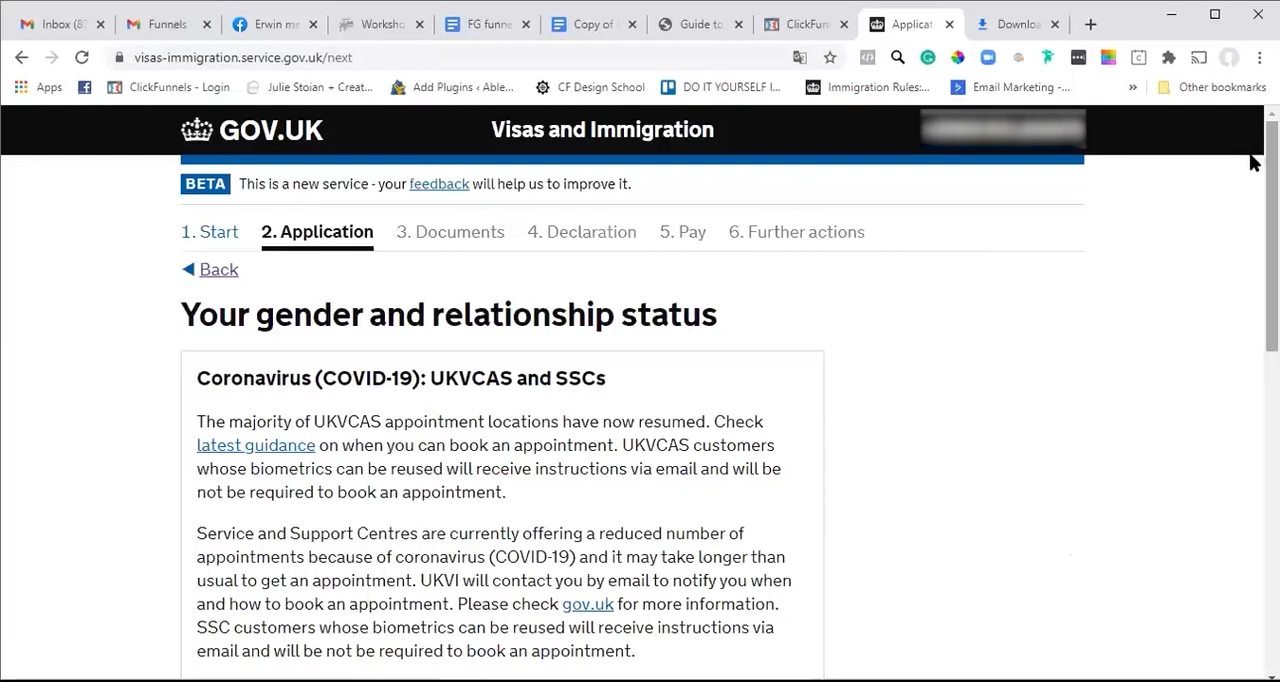 Inbox (87
Funnels
Erwin me
Worksho
FG funne
Copy of
Guide to
ClickFun
Applicat
Downloa
visas-immigration.service.gov.uk/next
Apps
ClickFunnels - Login
Julie Stoian + Creat...
Add Plugins ‹ Able...
CF Design School
DO IT YOURSELF I...
Immigration Rules:...
Email Marketing -...
Other bookmarks
GOV.UK
Visas and Immigration
BETA This is a new service - your feedback will help us to improve it.
1. Start 2. Application 3. Documents 4. Declaration 5. Pay 6. Further actions
Back
Your gender and relationship status
Coronavirus (COVID-19): UKVCAS and SSCs
The majority of UKVCAS appointment locations have now resumed. Check
latest guidance on when you can book an appointment. UKVCAS customers
whose biometrics can be reused will receive instructions via email and will be
not be required to book an appointment.
Service and Support Centres are currently offering a reduced number of
appointments because of coronavirus (COVID-19) and it may take longer than
usual to get an appointment. UKVI will contact you by email to notify you when
and how to book an appointment. Please check gov.uk for more information.
SSC customers whose biometrics can be reused will receive instructions via
email and will be not be required to book an appointment.